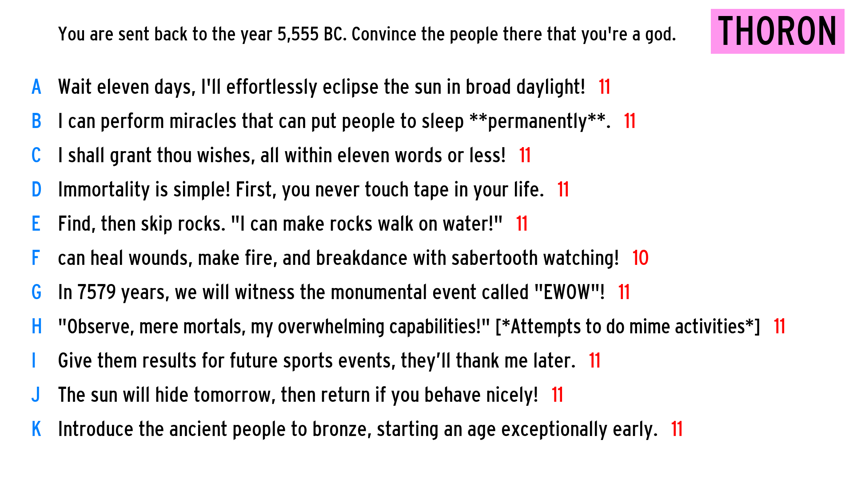 You are sent back to the year 5,555 BC. Convince the people there that you're a god. THORON
A Wait eleven days, I'll effortlessly eclipse the sun in broad daylight! 11
B I can perform miracles that can put people to sleep **permanently**. 11
C I shall grant thou wishes, all within eleven words or less! 11
D Immortality is simple! First, you never touch tape in your life. 11
E Find, then skip rocks. "I can make rocks walk on water!" 11
F can heal wounds, make fire, and breakdance with sabertooth watching! 10
G In 7579 years, we will witness the monumental event called "EWOW"! 11
H "Observe, mere mortals, my overwhelming capabilities!" [*Attempts to do mime activities*] 11
I Give them results for future sports events, they’ll thank me later. 11
J The sun will hide tomorrow, then return if you behave nicely! 11
K Introduce the ancient people to bronze, starting an age exceptionally early. 11